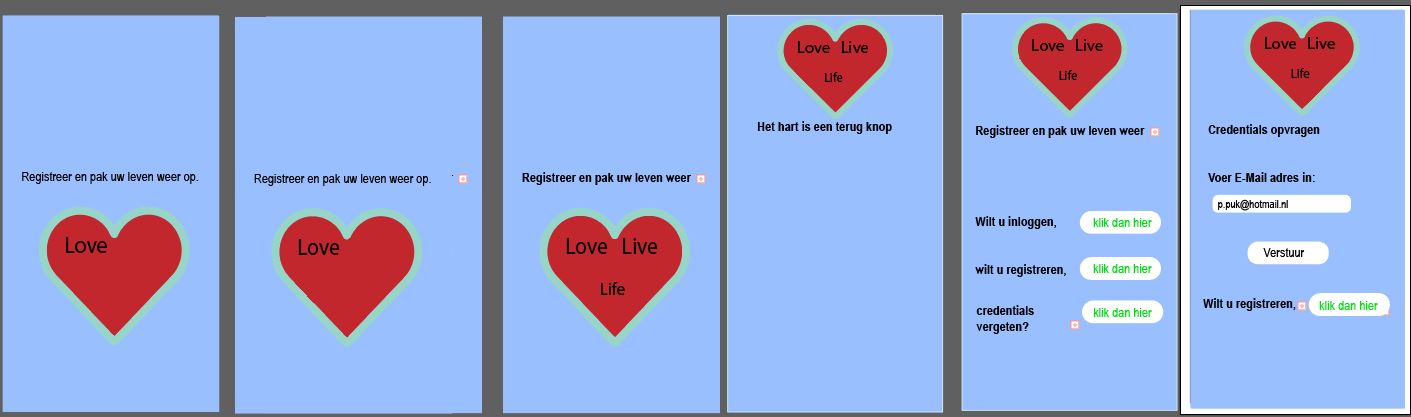 Registreer en pak uw leven weer op.
Love
Registreer en pak uw leven weer op.
Love
Registreer en pak uw leven weer
Love Live
Life
Love Live
Life
Het hart is een terug knop
Love Live
Life
Registreer en pak uw leven weer
Wilt u inloggen, klik dan hier
wilt u registreren, klik dan hier
credentials
vergeten? klik dan hier
Love Live
Life
Credentials opvragen
Voer E-Mail adres in:
p.puk@hotmail.nl
Verstuur
Wilt u registreren, klik dan hier